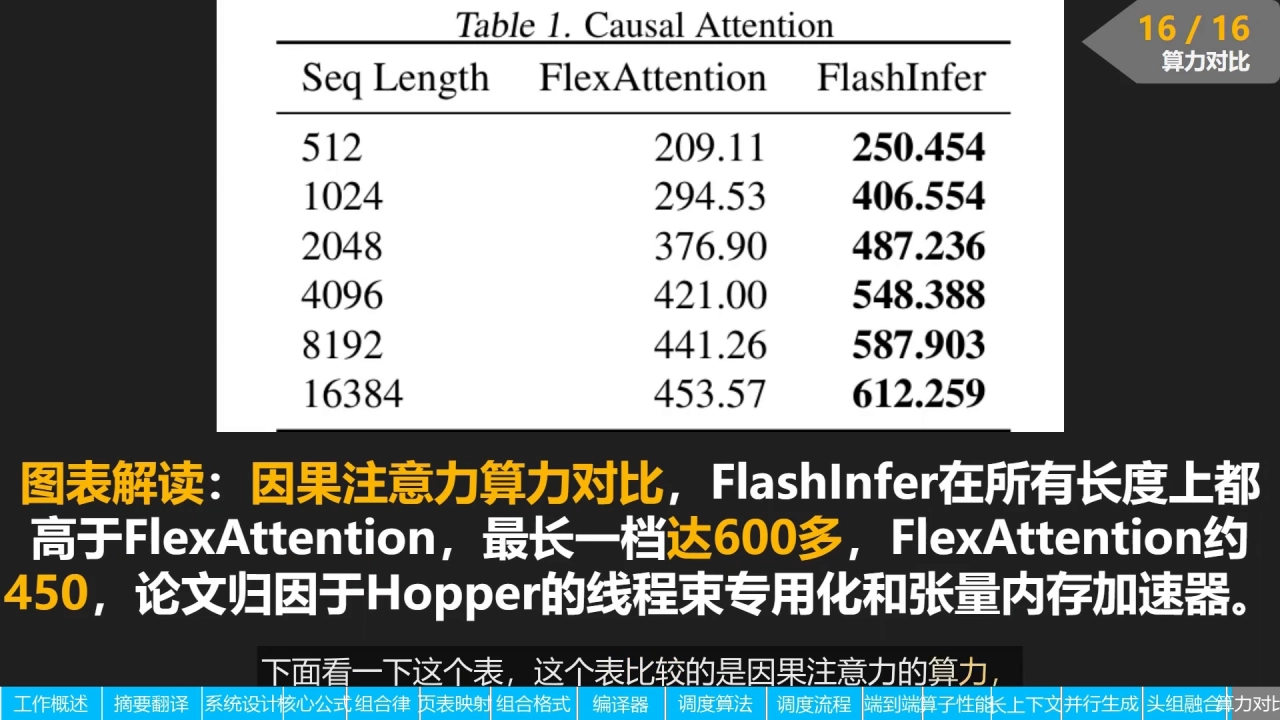 Table 1. Causal Attention
16 / 16
算力对比
Seq Length FlexAttention FlashInfer
512 209.11 250.454
1024 294.53 406.554
2048 376.90 487.236
4096 421.00 548.388
8192 441.26 587.903
16384 453.57 612.259
图表解读：因果注意力算力对比，FlashInfer在所有长度上都
高于FlexAttention，最长一档达600多，FlexAttention约
450，论文归因于Hopper的线程束专用化和张量内存加速器。
下面看一下这个表，这个表比较的是因果注意力的算力，
工作概述 摘要翻译 系统设计 核心公式 组合律 页表映射 组合格式 编译器 调度算法 调度流程 端到端 算子性能 长上下文 并行生成 头组融合 算力对比